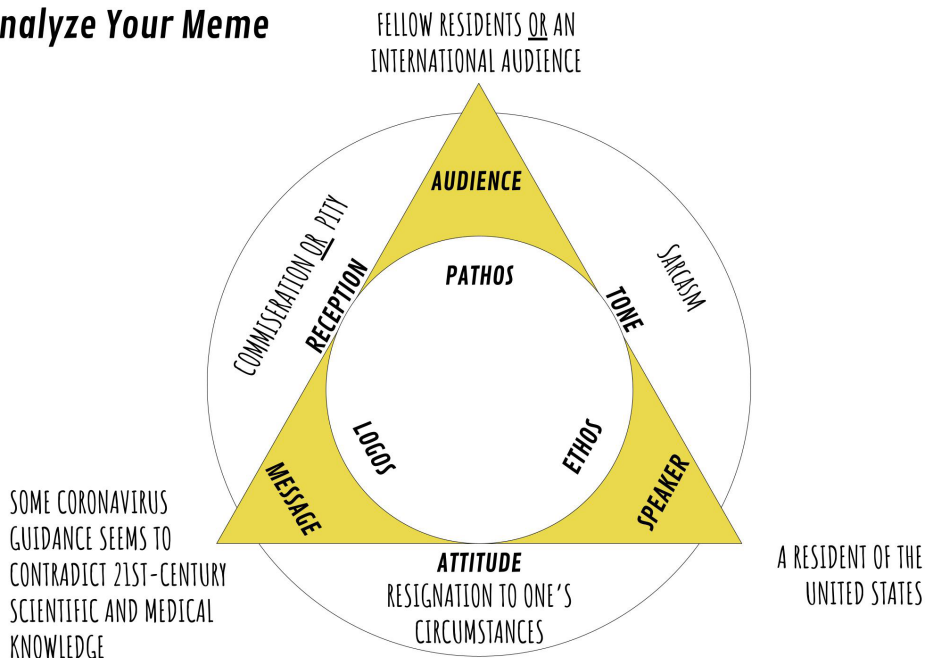 nalyze Your Meme
FELLOW RESIDENTS OR AN
INTERNATIONAL AUDIENCE
AUDIENCE
PATHOS
COMMISERATION OR PITY
RECEPTION
TONE
SARCASM
LOGOS
ETHOS
MESSAGE
SPEAKER
SOME CORONAVIRUS
GUIDANCE SEEMS TO
CONTRADICT 21ST-CENTURY
SCIENTIFIC AND MEDICAL
KNOWLEDGE
ATTITUDE
RESIGNATION TO ONE'S
CIRCUMSTANCES
A RESIDENT OF THE
UNITED STATES